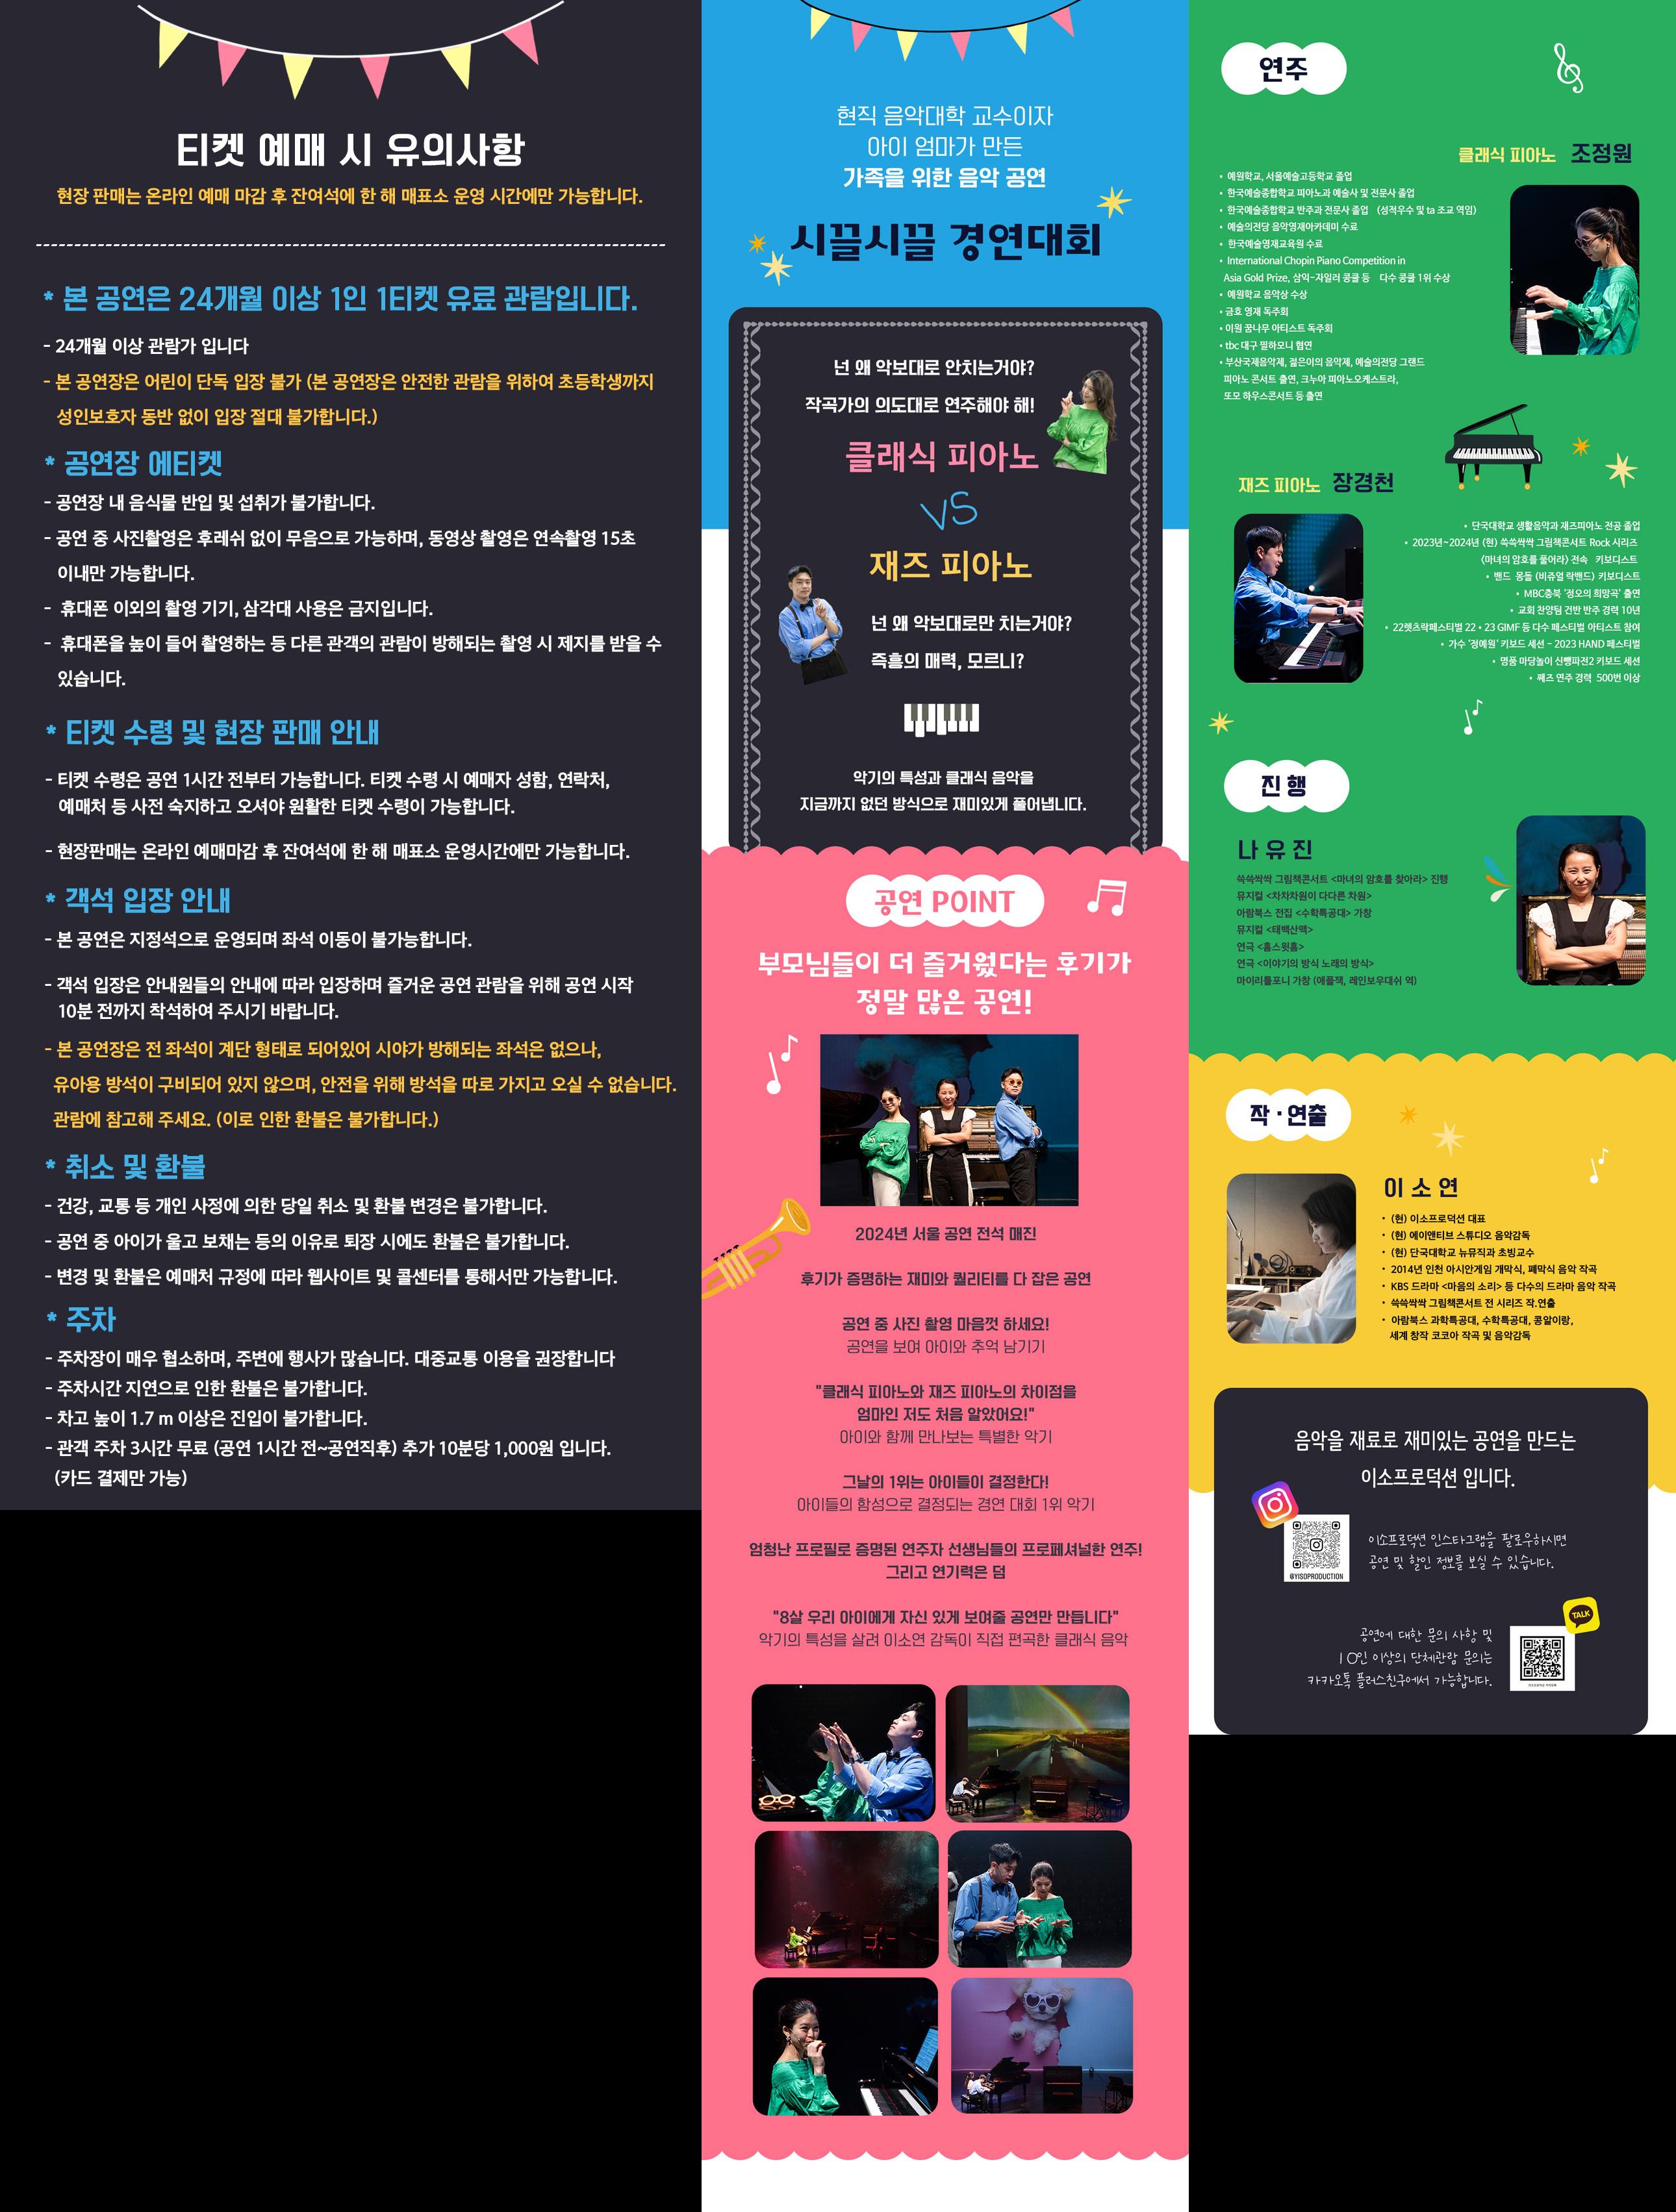 티켓 예매 시 유의사항
현장 판매는 온라인 예매 마감 후 잔여석에 한 해 매표소 운영 시간에만 가능합니다.
* 본 공연은 24개월 이상 1인 1티켓 유료 관람입니다.
- 24개월 이상 관람가 입니다
- 본 공연장은 어린이 단독 입장 불가 (본 공연장은 안전한 관람을 위하여 초등학생까지
성인보호자 동반 없이 입장 절대 불가합니다.)
* 공연장 에티켓
- 공연장 내 음식물 반입 및 섭취가 불가합니다.
- 공연 중 사진촬영은 후레쉬 없이 무음으로 가능하며, 동영상 촬영은 연속촬영 15초
이내만 가능합니다.
- 휴대폰 이외의 촬영 기기, 삼각대 사용은 금지입니다.
- 휴대폰을 높이 들어 촬영하는 등 다른 관객의 관람이 방해되는 촬영 시 제지를 받을 수
있습니다.
* 티켓 수령 및 현장 판매 안내
- 티켓 수령은 공연 1시간 전부터 가능합니다. 티켓 수령 시 예매자 성함, 연락처,
예매처 등 사전 숙지하고 오셔야 원활한 티켓 수령이 가능합니다.
- 현장판매는 온라인 예매마감 후 잔여석에 한 해 매표소 운영시간에만 가능합니다.
* 객석 입장 안내
- 본 공연은 지정석으로 운영되며 좌석 이동이 불가능합니다.
- 객석 입장은 안내원들의 안내에 따라 입장하며 즐거운 공연 관람을 위해 공연 시작
10분 전까지 착석하여 주시기 바랍니다.
- 본 공연장은 전 좌석이 계단 형태로 되어있어 시야가 방해되는 좌석은 없으나,
유아용 방석이 구비되어 있지 않으며, 안전을 위해 방석을 따로 가지고 오실 수 없습니다.
관람에 참고해 주세요. (이로 인한 환불은 불가합니다.)
* 취소 및 환불
- 건강, 교통 등 개인 사정에 의한 당일 취소 및 환불 변경은 불가합니다.
- 공연 중 아이가 울고 보채는 등의 이유로 퇴장 시에도 환불은 불가합니다.
- 변경 및 환불은 예매처 규정에 따라 웹사이트 및 콜센터를 통해서만 가능합니다.
* 주차
- 주차장이 매우 협소하며, 주변에 행사가 많습니다. 대중교통 이용을 권장합니다
- 주차시간 지연으로 인한 환불은 불가합니다.
- 차고 높이 1.7 m 이상은 진입이 불가합니다.
- 관객 주차 3시간 무료 (공연 1시간 전~공연직후) 추가 10분당 1,000원 입니다.
(카드 결제만 가능)
현직 음악대학 교수이자
아이 엄마가 만든
가족을 위한 음악 공연
시끌시끌 경연대회
넌 왜 악보대로 안치는거야?
작곡가의 의도대로 연주해야 해!
클래식 피아노
VS
재즈 피아노
넌 왜 악보대로만 치는거야?
즉흥의 매력, 모르니?
악기의 특성과 클래식 음악을
지금까지 없던 방식으로 재미있게 풀어냅니다.
공연 POINT
부모님들이 더 즐거웠다는 후기가
정말 많은 공연!
2024년 서울 공연 전석 매진
후기가 증명하는 재미와 퀄리티를 다 잡은 공연
공연 중 사진 촬영 마음껏 하세요!
공연을 보여 아이와 추억 남기기
"클래식 피아노와 재즈 피아노의 차이점을
엄마인 저도 처음 알았어요!"
아이와 함께 만나보는 특별한 악기
그날의 1위는 아이들이 결정한다!
아이들의 함성으로 결정되는 경연 대회 1위 악기
엄청난 프로필로 증명된 연주자 선생님들의 프로페셔널한 연주!
그리고 연기력은 덤
"8살 우리 아이에게 자신 있게 보여줄 공연만 만듭니다"
악기의 특성을 살려 이소연 감독이 직접 편곡한 클래식 음악
연주
클래식 피아노 조정원
• 예원학교, 서울예술고등학교 졸업
• 한국예술종합학교 피아노과 예술사 및 전문사 졸업
• 한국예술종합학교 반주과 전문사 졸업 (성적우수 및 ta 조교 역임)
• 예술의전당 음악영재아카데미 수료
• 한국예술영재교육원 수료
• International Chopin Piano Competition in
Asia Gold Prize, 삼익-자일러 콩쿨 등 다수 콩쿨 1위 수상
• 예원학교 음악상 수상
• 금호 영재 독주회
• 이원 꿈나무 아티스트 독주회
• tbc 대구 필하모니 협연
• 부산국제음악제, 젊은이의 음악제, 예술의전당 그랜드
피아노 콘서트 출연, 크누아 피아노오케스트라,
또모 하우스콘서트 등 출연
재즈 피아노 장경천
• 단국대학교 생활음악과 재즈피아노 전공 졸업
• 2023년~2024년 (현) 쓱쓱싹싹 그림책콘서트 Rock 시리즈
<마녀의 암호를 풀어라> 전속 키보디스트
• 밴드 몽돌 (비쥬얼 락밴드) 키보디스트
• MBC충북 '정오의 희망곡' 출연
• 교회 찬양팀 건반 반주 경력 10년
• 22렛츠락페스티벌 22 • 23 GIMF 등 다수 페스티벌 아티스트 참여
• 가수 '정예원' 키보드 세션 - 2023 HAND 페스티벌
• 명품 마당놀이 신뺑파전2 키보드 세션
• 째즈 연주 경력 500번 이상
진 행
나 유 진
쓱쓱싹싹 그림책콘서트 <마녀의 암호를 찾아라> 진행
뮤지컬 <차차차원이 다다른 차원>
아람북스 전집 <수학특공대> 가창
뮤지컬 <태백산맥>
연극 <홈스윗홈>
연극 <이야기의 방식 노래의 방식>
마이리틀포니 가창 (애플잭, 레인보우대쉬 역)
작 · 연출
이 소 연
• (현) 이소프로덕션 대표
• (현) 에이앤티브 스튜디오 음악감독
• (현) 단국대학교 뉴뮤직과 초빙교수
• 2014년 인천 아시안게임 개막식, 폐막식 음악 작곡
• KBS 드라마 <마음의 소리> 등 다수의 드라마 음악 작곡
• 쓱쓱싹싹 그림책콘서트 전 시리즈 작.연출
• 아람북스 과학특공대, 수학특공대, 콩알이랑,
세계 창작 코코아 작곡 및 음악감독
음악을 재료로 재미있는 공연을 만드는
이소프로덕션 입니다.
@YISOPRODUCTION
이소프로덕션 인스타그램을 팔로우하시면
공연 및 할인 정보를 보실 수 있습니다.
TALK
공연에 대한 문의 사항 및
10인 이상의 단체관람 문의는
카카오톡 플러스친구에서 가능합니다.